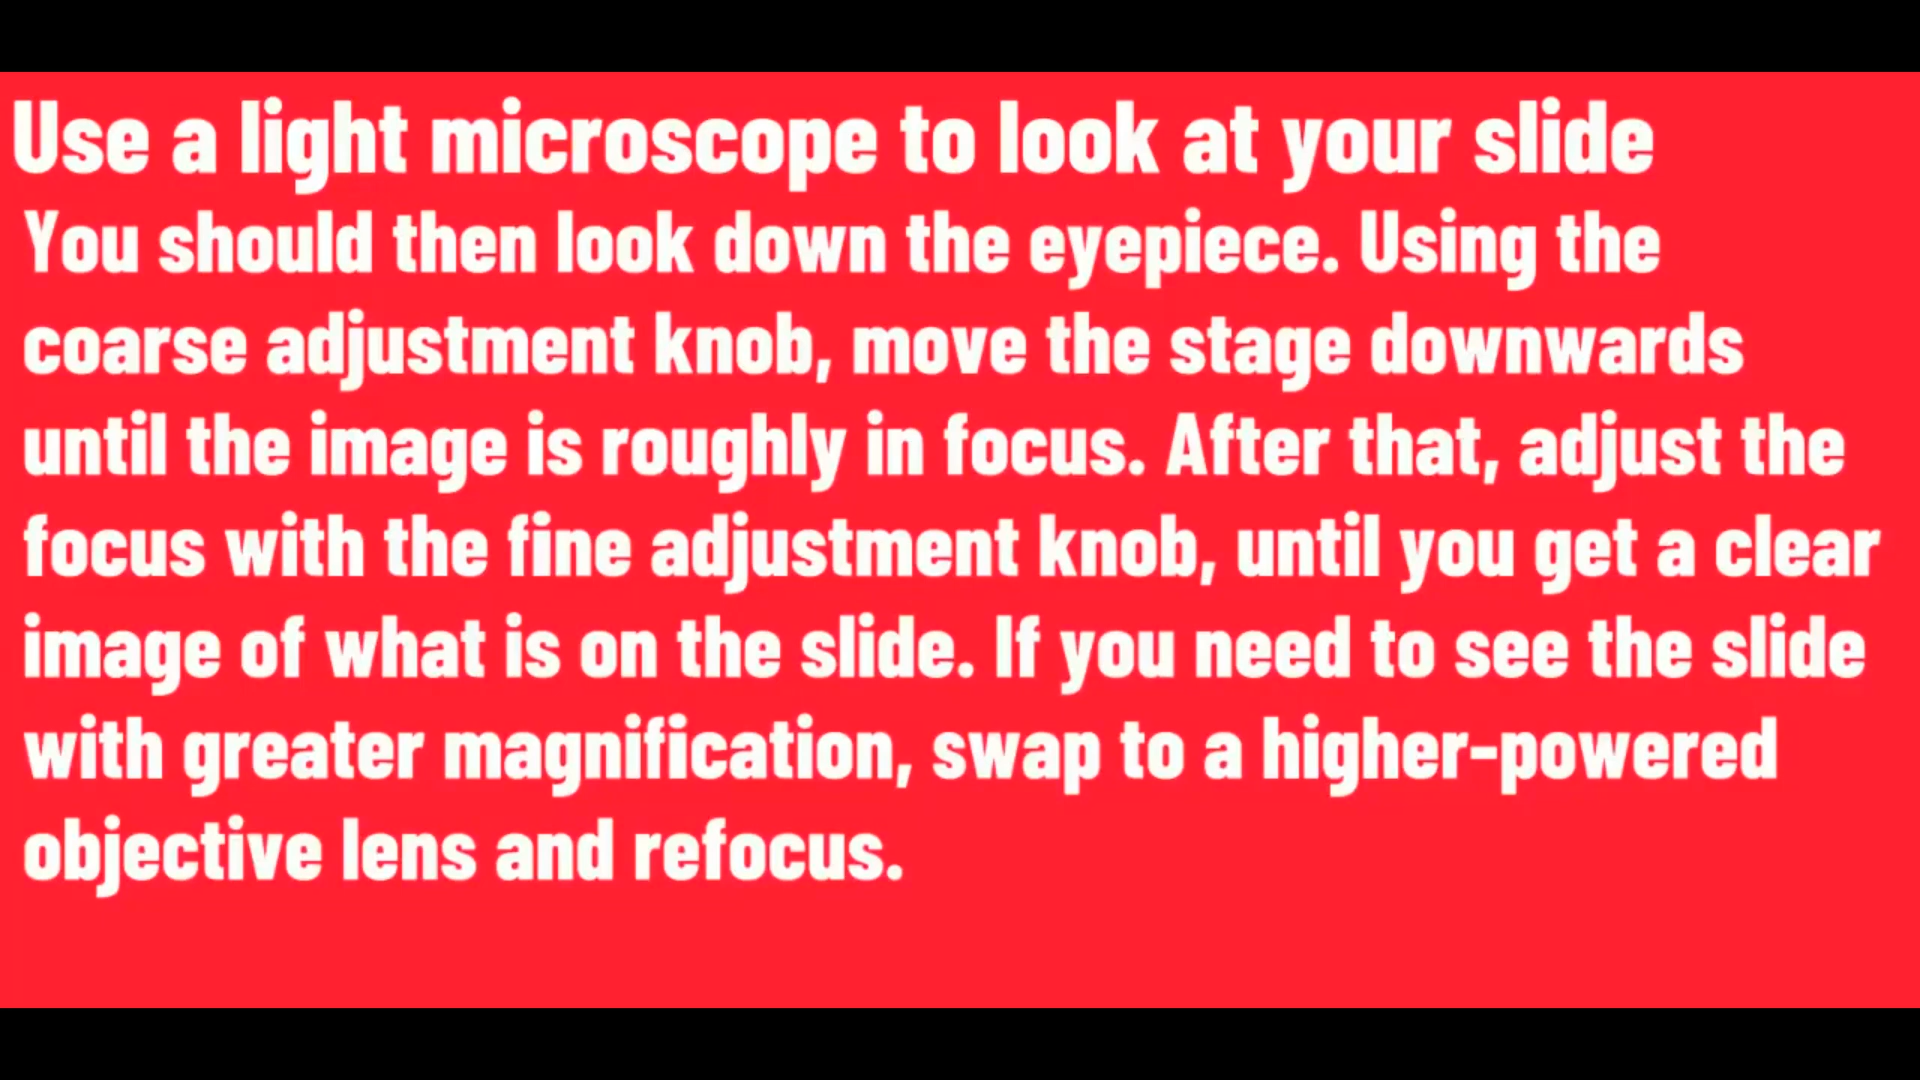 Use a light microscope to look at your slide
You should then look down the eyepiece. Using the
coarse adjustment knob, move the stage downwards
until the image is roughly in focus. After that, adjust the
focus with the fine adjustment knob, until you get a clear
image of what is on the slide. If you need to see the slide
with greater magnification, swap to a higher-powered
objective lens and refocus.